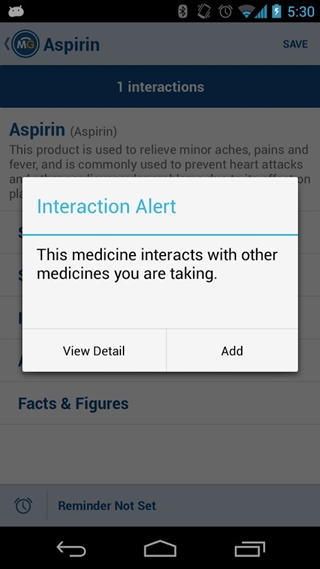 5:30
MG Aspirin SAVE
1 interactions
Aspirin (Aspirin)
This product is used to relieve minor aches, pains and
fever, and is commonly used to prevent heart attacks
Interaction Alert
This medicine interacts with other
medicines you are taking.
View Detail Add
Facts & Figures
Reminder Not Set